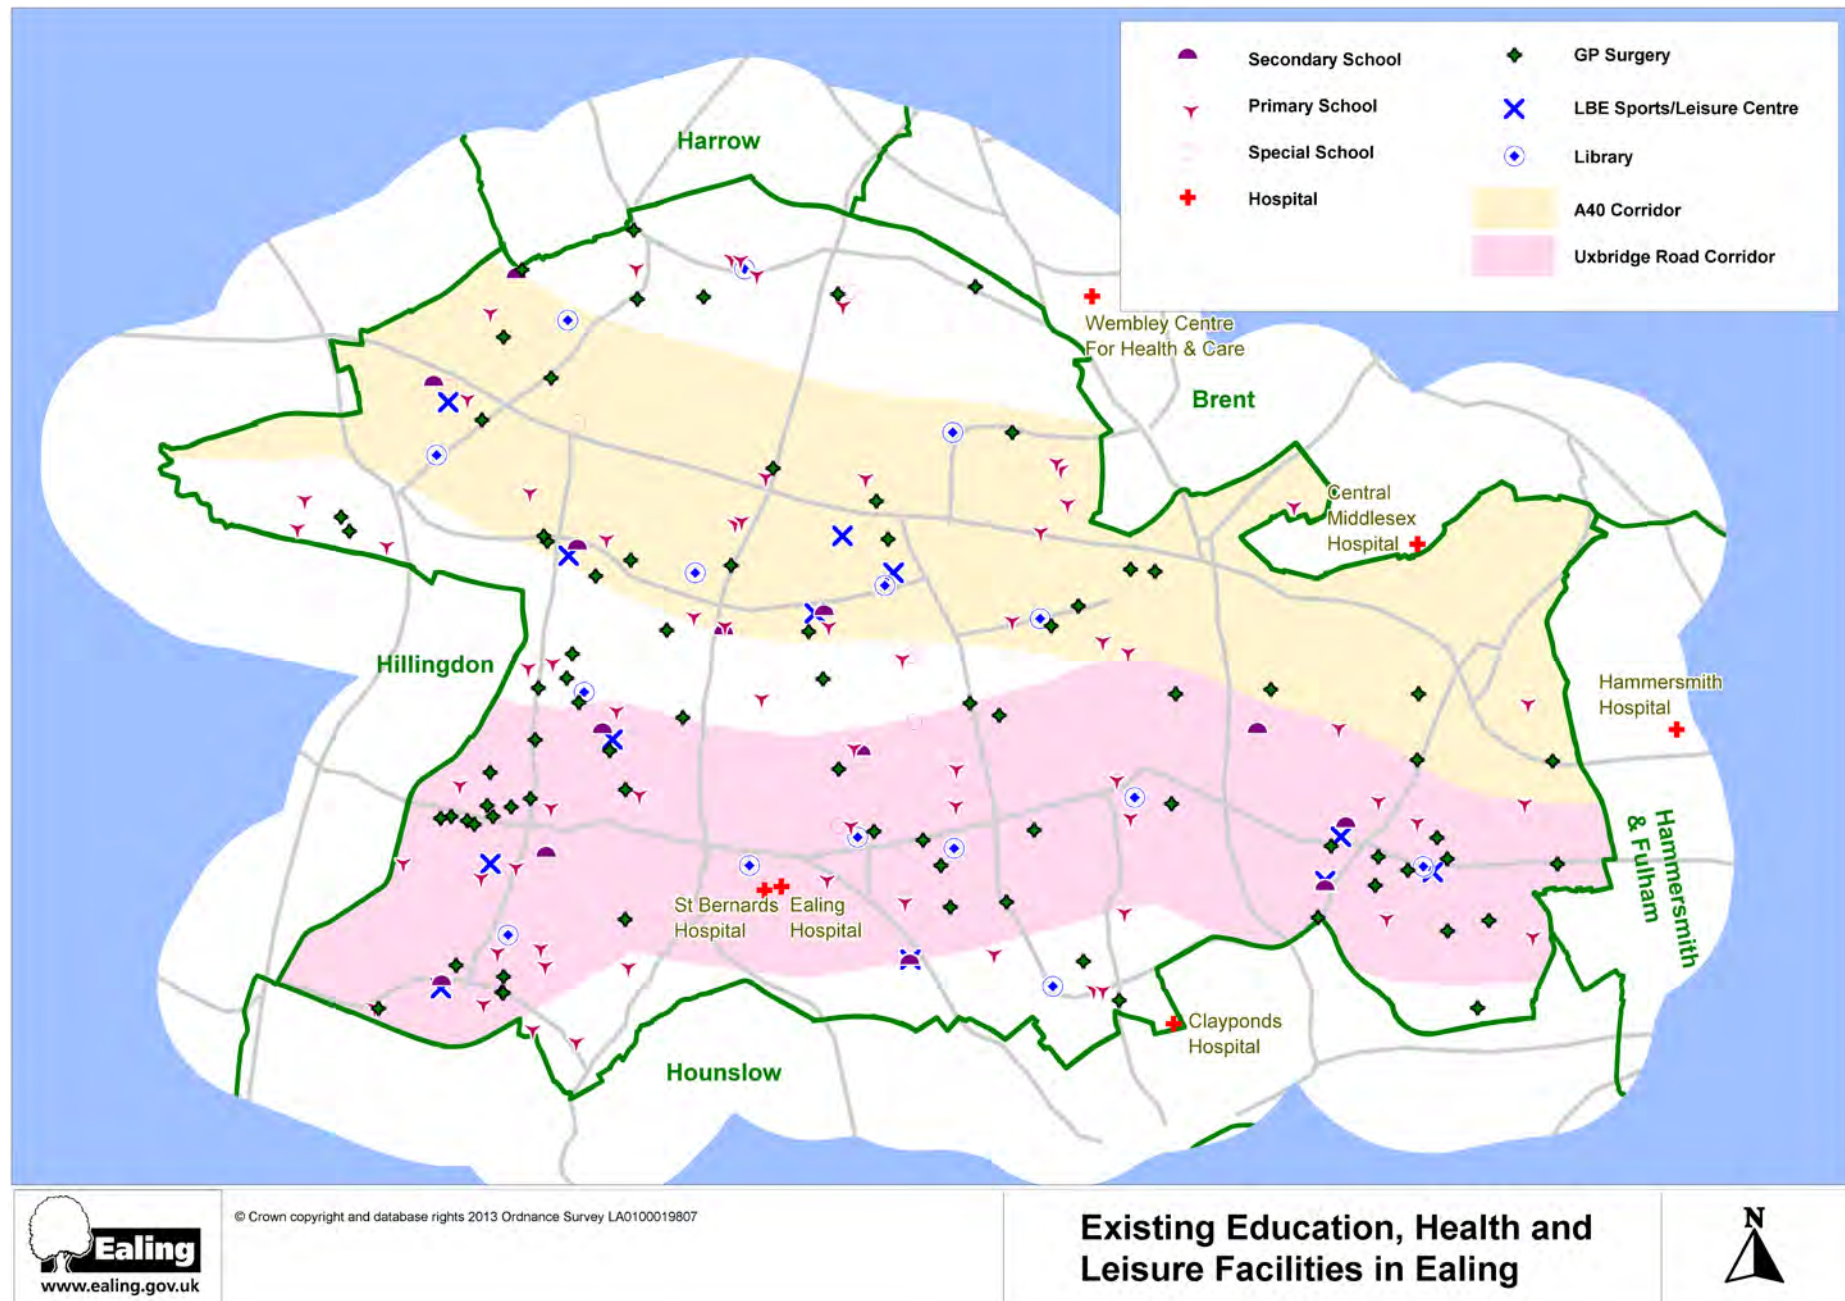 Secondary School
Primary School
Special School
Hospital
GP Surgery
LBE Sports/Leisure Centre
Library
A40 Corridor
Uxbridge Road Corridor
Harrow
Wembley Centre
For Health & Care
Brent
Central
Middlesex
Hospital
Hillingdon
Hammersmith
Hospital
Hammersmith
& Fulham
St Bernards
Hospital
Ealing
Hospital
Clayponds
Hospital
Hounslow
Ealing
www.ealing.gov.uk
© Crown copyright and database rights 2013 Ordnance Survey LA0100019807
Existing Education, Health and
Leisure Facilities in Ealing
N